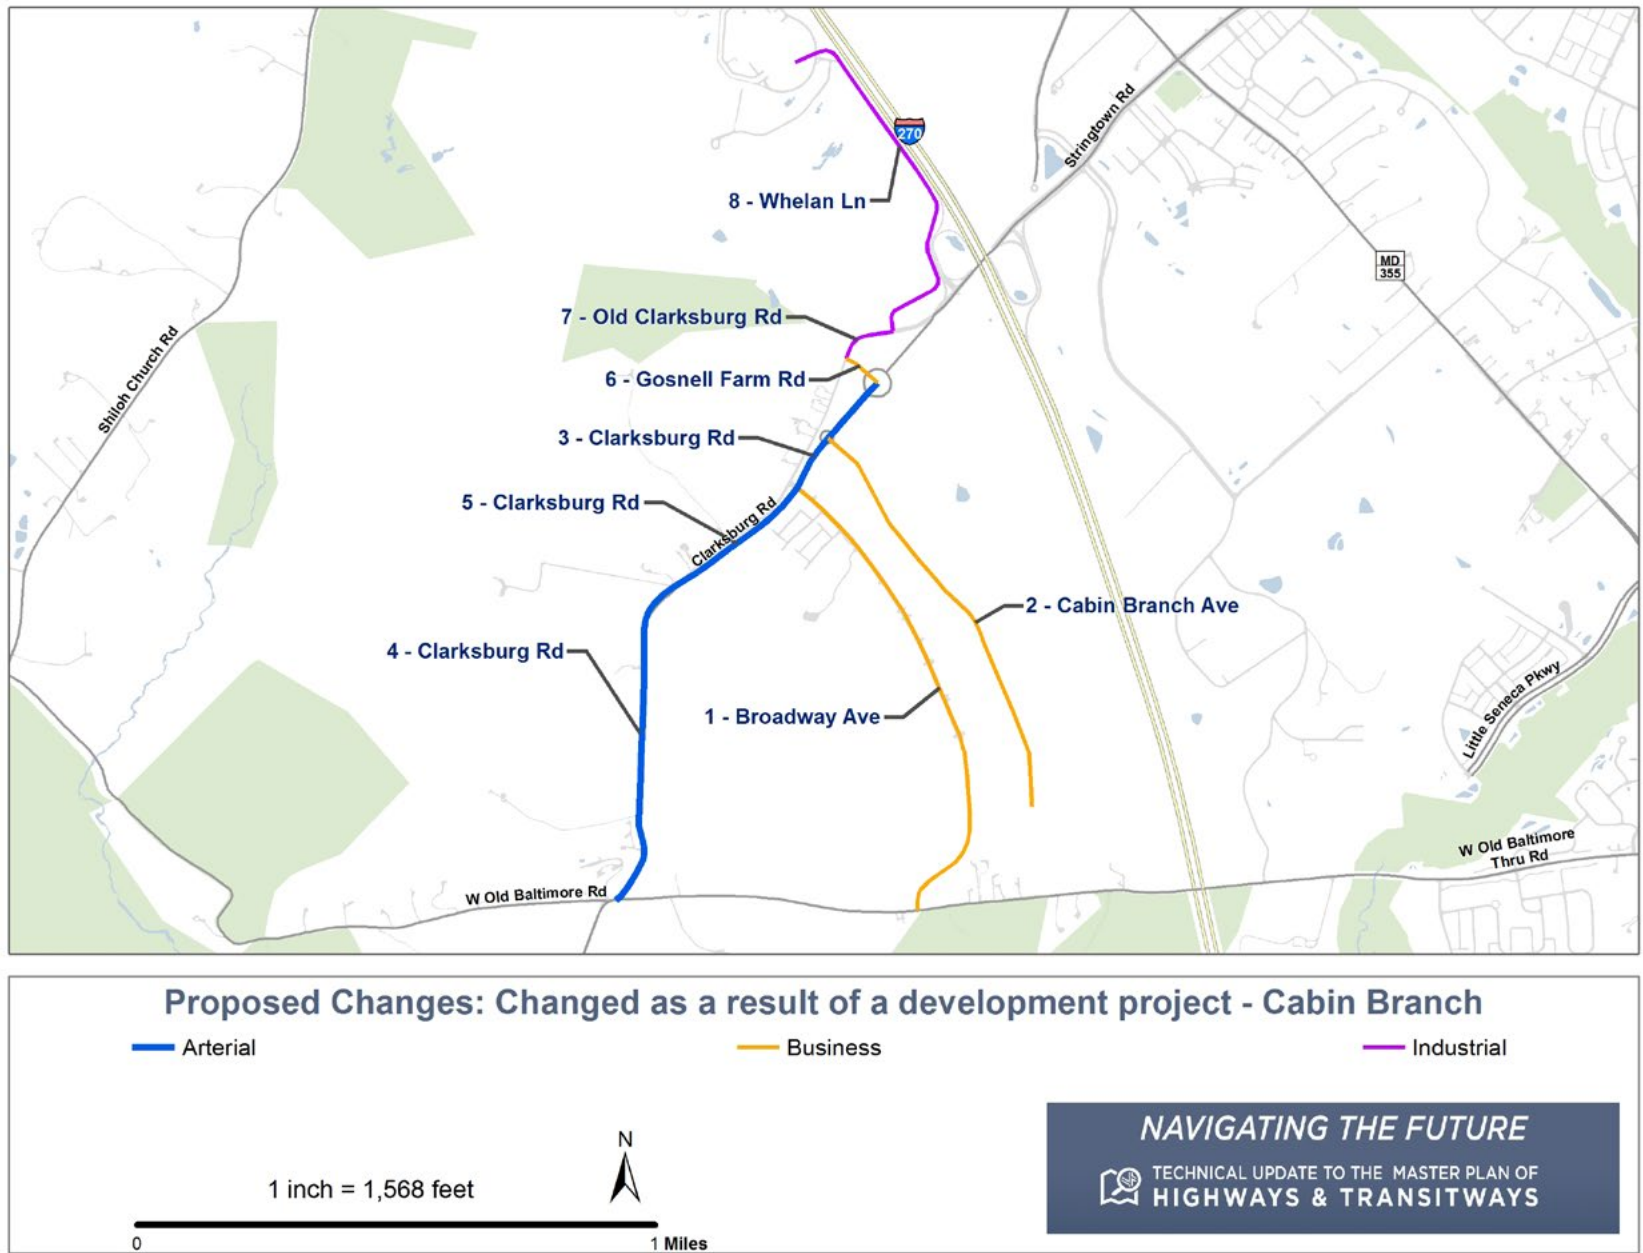 270
Stringtown Rd
8 - Whelan Ln
MD
355
7 - Old Clarksburg Rd
Shiloh Church Rd
6 - Gosnell Farm Rd
3 - Clarksburg Rd
5 - Clarksburg Rd
Clarksburg Rd
2 - Cabin Branch Ave
4 - Clarksburg Rd
1 - Broadway Ave
Little Seneca Pkwy
W Old Baltimore
Thru Rd
W Old Baltimore Rd
Proposed Changes: Changed as a result of a development project - Cabin Branch
Arterial
Business
Industrial
N
1 inch = 1,568 feet
0
1 Miles
NAVIGATING THE FUTURE
TECHNICAL UPDATE TO THE MASTER PLAN OF
HIGHWAYS & TRANSITWAYS